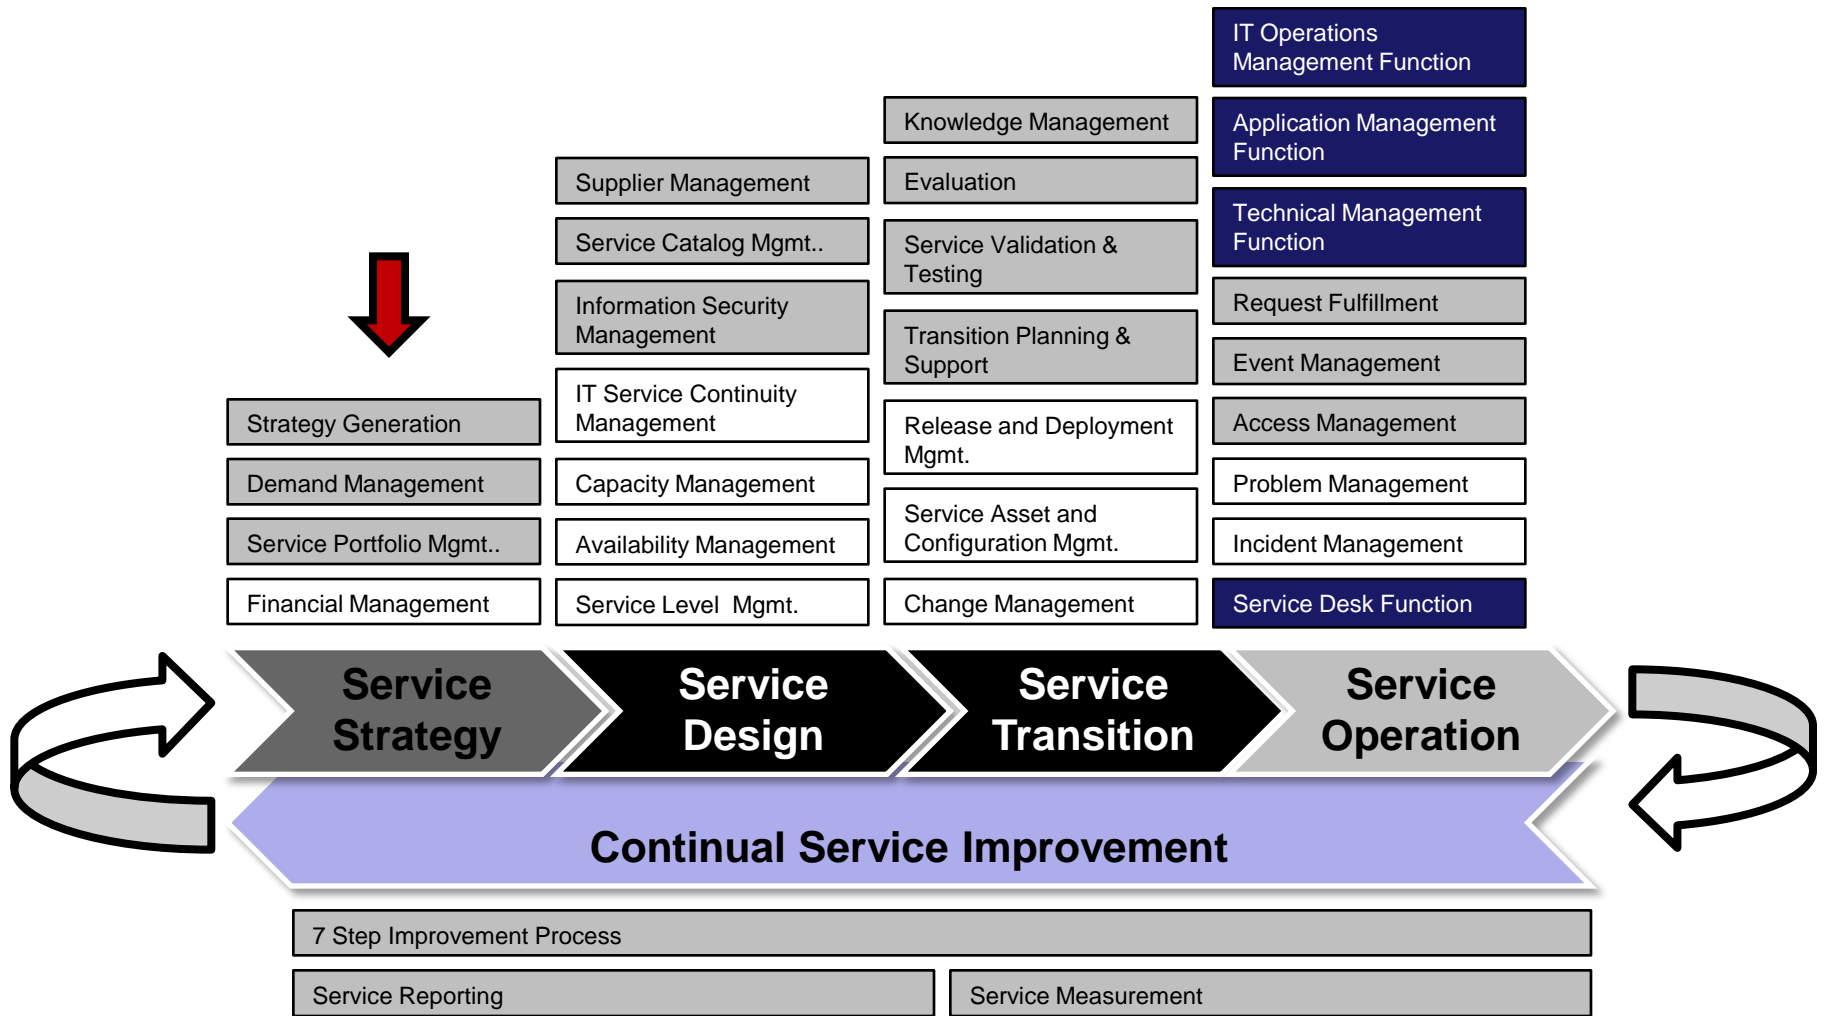 Strategy Generation
Demand Management
Service Portfolio Mgmt..
Financial Management
Supplier Management
Service Catalog Mgmt..
Information Security
Management
IT Service Continuity
Management
Capacity Management
Availability Management
Service Level  Mgmt.
Knowledge Management
Evaluation
Service Validation &
Testing
Transition Planning &
Support
Release and Deployment
Mgmt.
Service Asset and
Configuration Mgmt.
Change Management
IT Operations
Management Function
Application Management
Function
Technical Management
Function
Request Fulfillment
Event Management
Access Management
Problem Management
Incident Management
Service Desk Function
Service
Strategy
Service
Design
Service
Transition
Service
Operation
Continual Service Improvement
7 Step Improvement Process
Service Reporting
Service Measurement